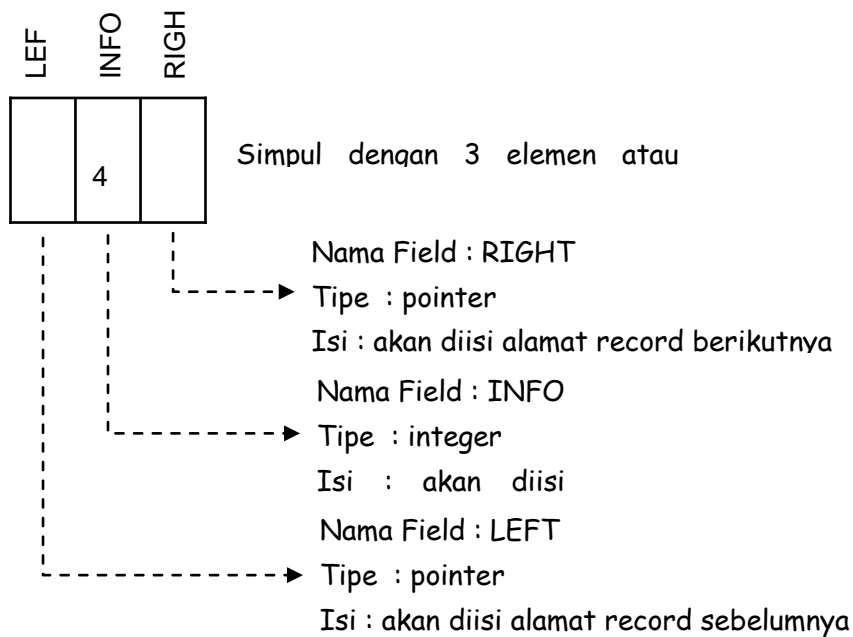 LEF
INFO
RIGH
4
Simpul dengan 3 elemen atau
Nama Field : RIGHT
Tipe : pointer
Isi : akan diisi alamat record berikutnya
Nama Field : INFO
Tipe : integer
Isi : akan diisi
Nama Field : LEFT
Tipe : pointer
Isi : akan diisi alamat record sebelumnya